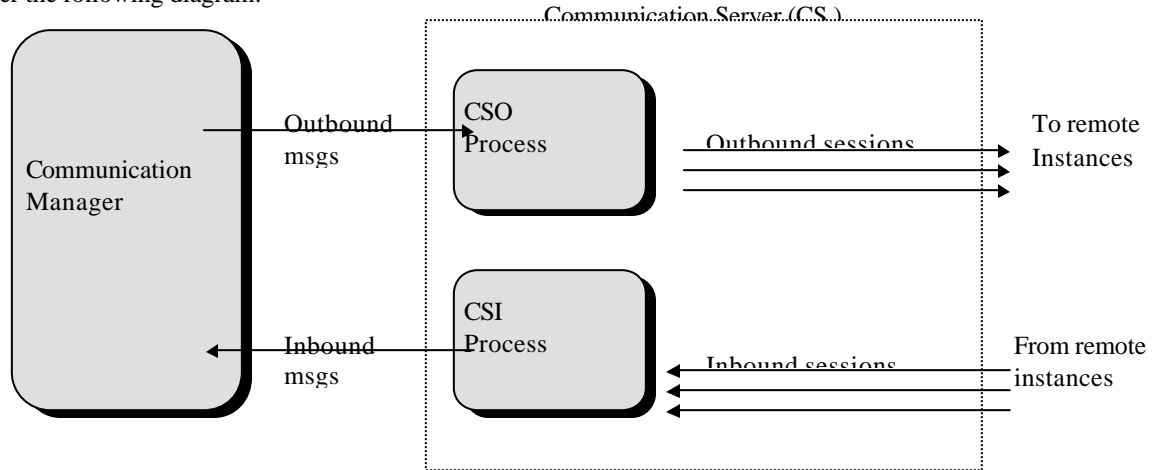 the following diagram:
Communication Server (CS )
CSO
Process
Outbound
msgs
Outbound sessions
To remote
Instances
Communication
Manager
CSI
Process
Inbound
msgs
Inbound sessions
From remote
instances